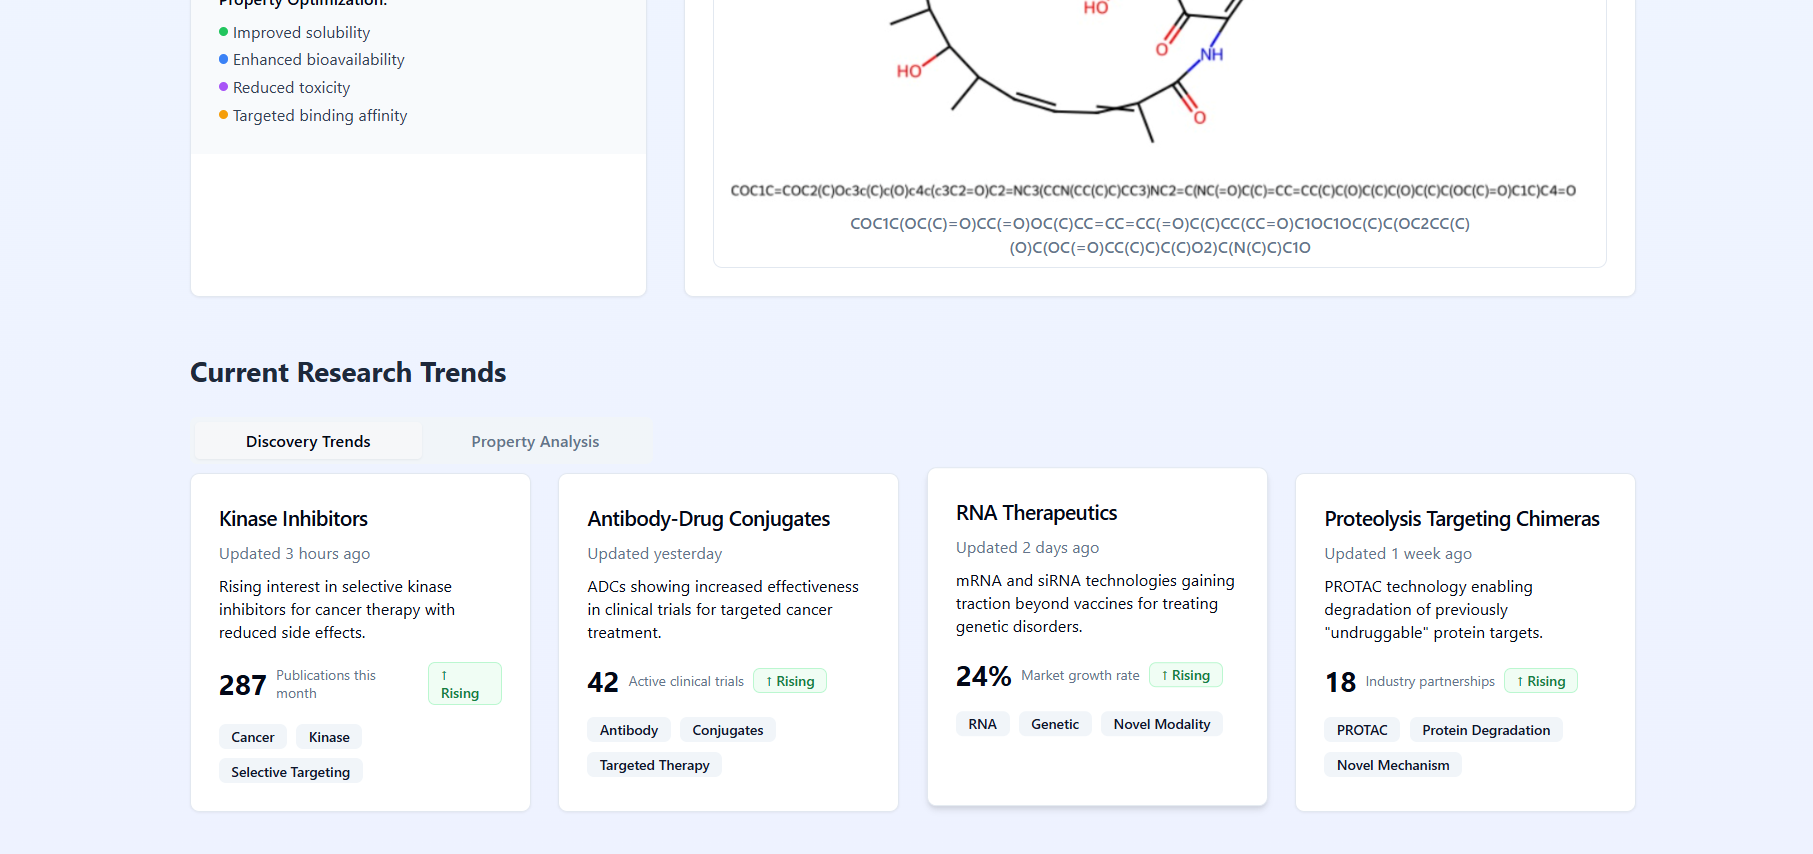 Property Optimization:
Improved solubility
Enhanced bioavailability
Reduced toxicity
Targeted binding affinity
HO
O
NH
HO
O
COC1C=COC2(C)Oc3c(C)c(O)c4c(c3C2=O)C2=NC3(CCN(CC(C)C)CC3)NC2=C(NC(=O)C(C)=CC=CC(C)C(O)C(C)C(O)C(C)C(OC(C)=O)C1C)C4=O
COC1C(OC(C)=O)CC(=O)OC(C)CC=CC=CC(=O)C(C)CC(CC=O)C1OC1OC(C)C(OC2CC(C)
(O)C(OC(=O)CC(C)C)C(C)O2)C(N(C)C)C1O
Current Research Trends
Discovery Trends
Property Analysis
Kinase Inhibitors
Updated 3 hours ago
Rising interest in selective kinase
inhibitors for cancer therapy with
reduced side effects.
287 Publications this
month
↑
Rising
Cancer Kinase
Selective Targeting
Antibody-Drug Conjugates
Updated yesterday
ADCs showing increased effectiveness
in clinical trials for targeted cancer
treatment.
42 Active clinical trials ↑ Rising
Antibody Conjugates
Targeted Therapy
RNA Therapeutics
Updated 2 days ago
mRNA and siRNA technologies gaining
traction beyond vaccines for treating
genetic disorders.
24% Market growth rate ↑ Rising
RNA Genetic Novel Modality
Proteolysis Targeting Chimeras
Updated 1 week ago
PROTAC technology enabling
degradation of previously
"undruggable" protein targets.
18 Industry partnerships ↑ Rising
PROTAC Protein Degradation
Novel Mechanism